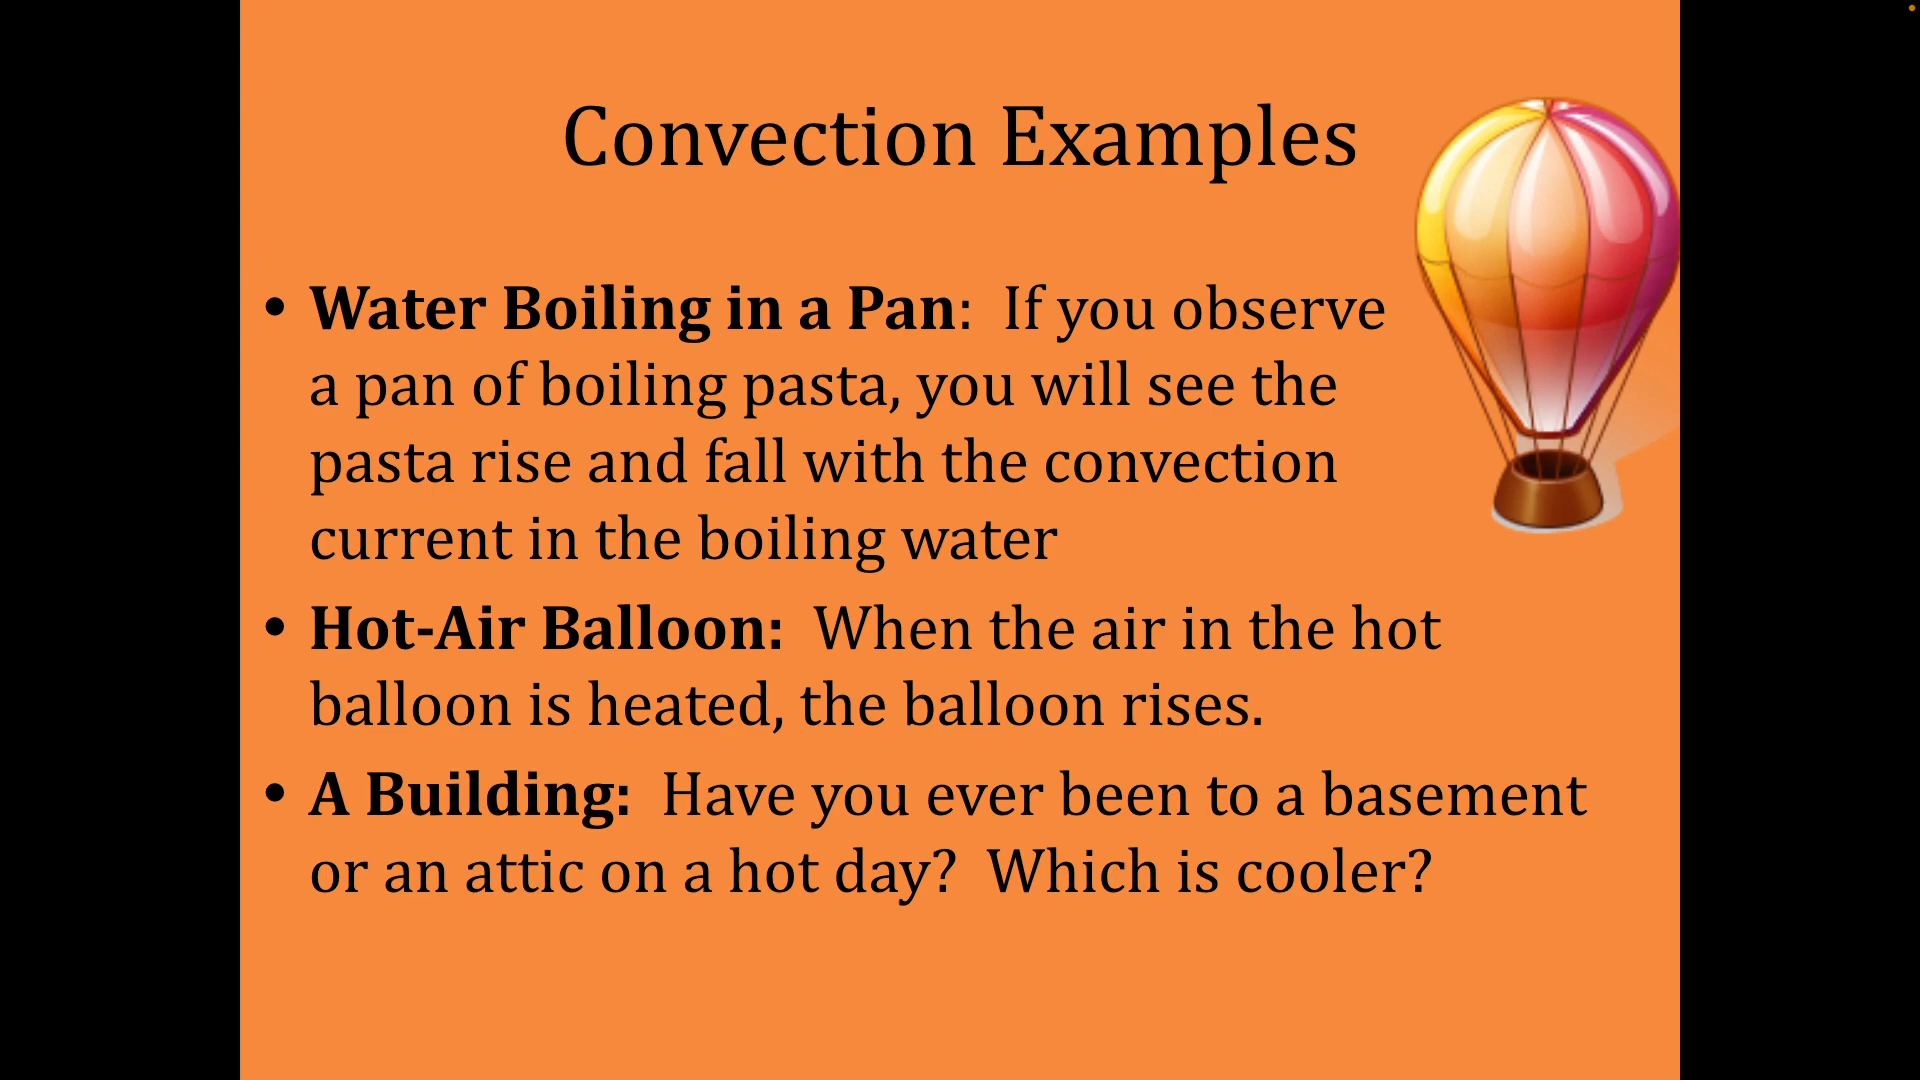 Convection Examples
• Water Boiling in a Pan:  If you observe
a pan of boiling pasta, you will see the
pasta rise and fall with the convection
current in the boiling water
• Hot-Air Balloon:  When the air in the hot
balloon is heated, the balloon rises.
• A Building:  Have you ever been to a basement
or an attic on a hot day?  Which is cooler?